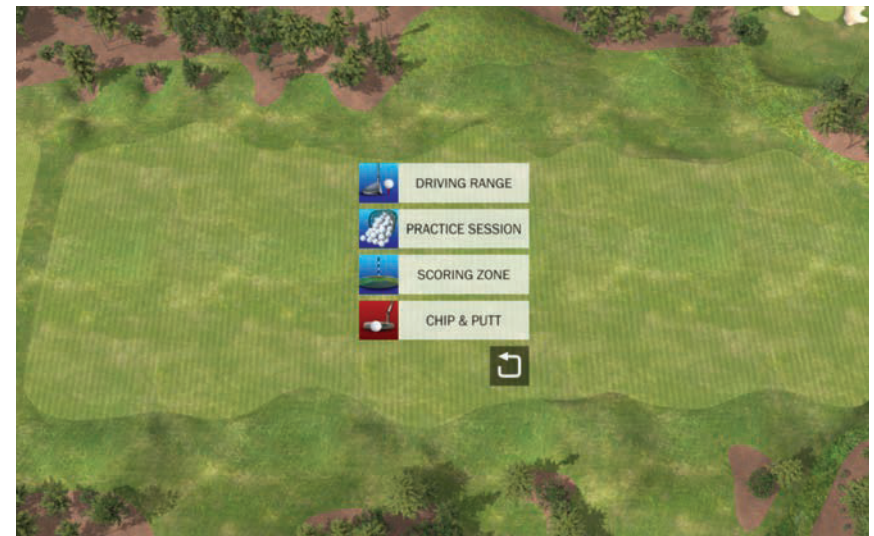 DRIVING RANGE
PRACTICE SESSION
SCORING ZONE
CHIP & PUTT